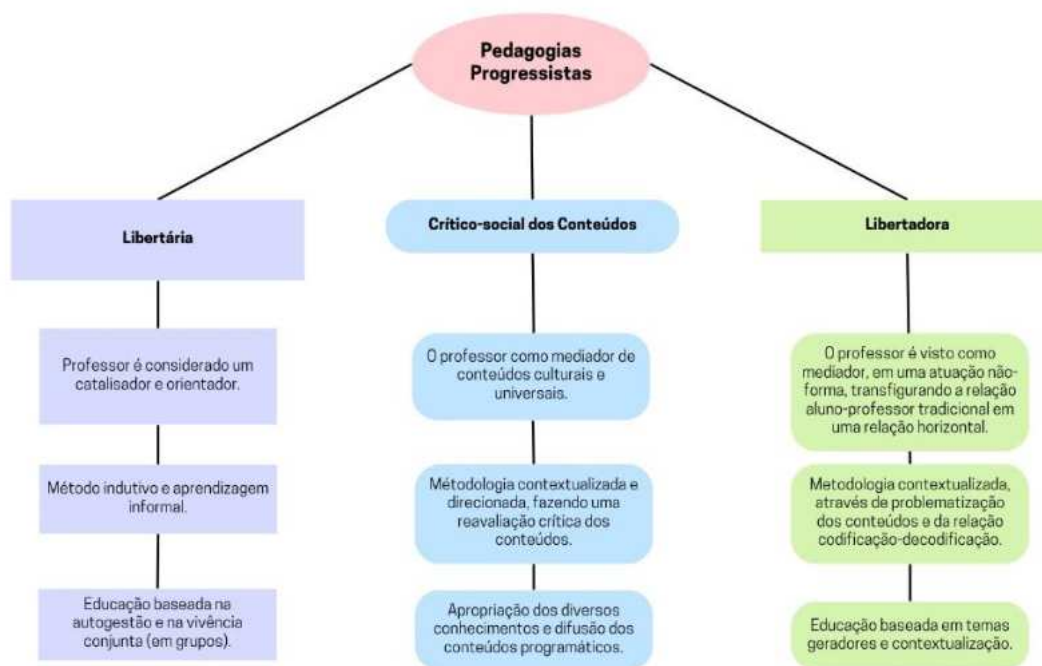 Pedagogias
Progressistas
Libertária
Professor é considerado um
catalisador e orientador.
Método indutivo e aprendizagem
informal.
Educação baseada na
autogestão e na vivência
conjunta (em grupos).
Crítico-social dos Conteúdos
O professor como mediador de
conteúdos culturais e
universais.
Métodologia contextualizada e
direcionada, fazendo uma
reavaliação crítica dos
conteúdos.
Apropriação dos diversos
conhecimentos e difusão dos
conteúdos programáticos.
Libertadora
O professor é visto como
mediador, em uma atuação não-
forma, transfigurando a relação
aluno-professor tradicional em
uma relação horizontal.
Metodologia contextualizada,
através de problematização
dos conteúdos e da relação
codificação-decodificação.
Educação baseada em temas
geradores e contextualização.